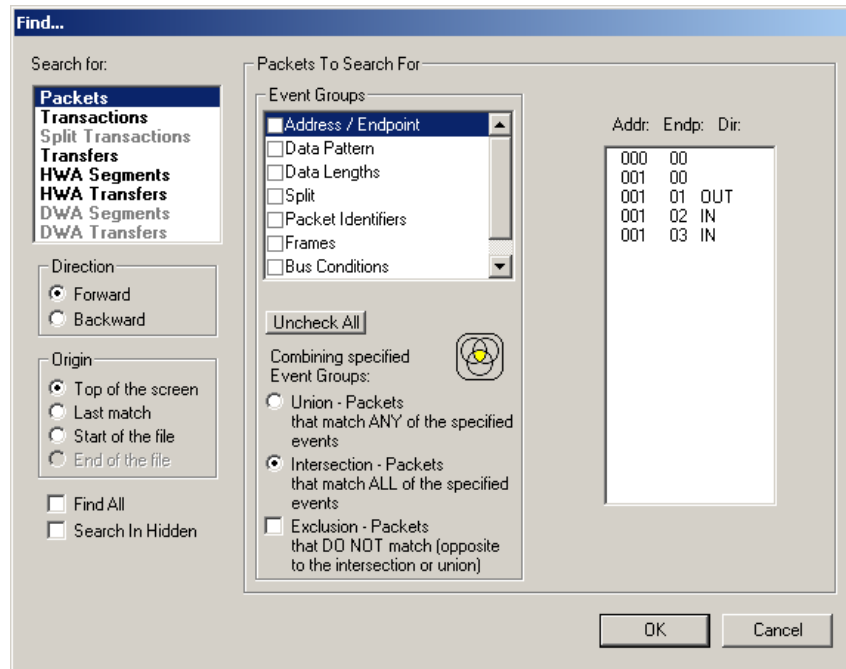 Find...
Search for:
Packets
Transactions
Split Transactions
Transfers
HWA Segments
HWA Transfers
DWA Segments
DWA Transfers
Direction
Forward
Backward
Origin
Top of the screen
Last match
Start of the file
End of the file
Find All
Search In Hidden
Packets To Search For
Event Groups
Address / Endpoint
Data Pattern
Data Lengths
Split
Packet Identifiers
Frames
Bus Conditions
Uncheck All
Combining specified
Event Groups:
Union - Packets
that match ANY of the specified
events
Intersection - Packets
that match ALL of the specified
events
Exclusion - Packets
that DO NOT match (opposite
to the intersection or union)
Addr: Endp: Dir:
000 00
001 00
001 01 OUT
001 02 IN
001 03 IN
OK
Cancel